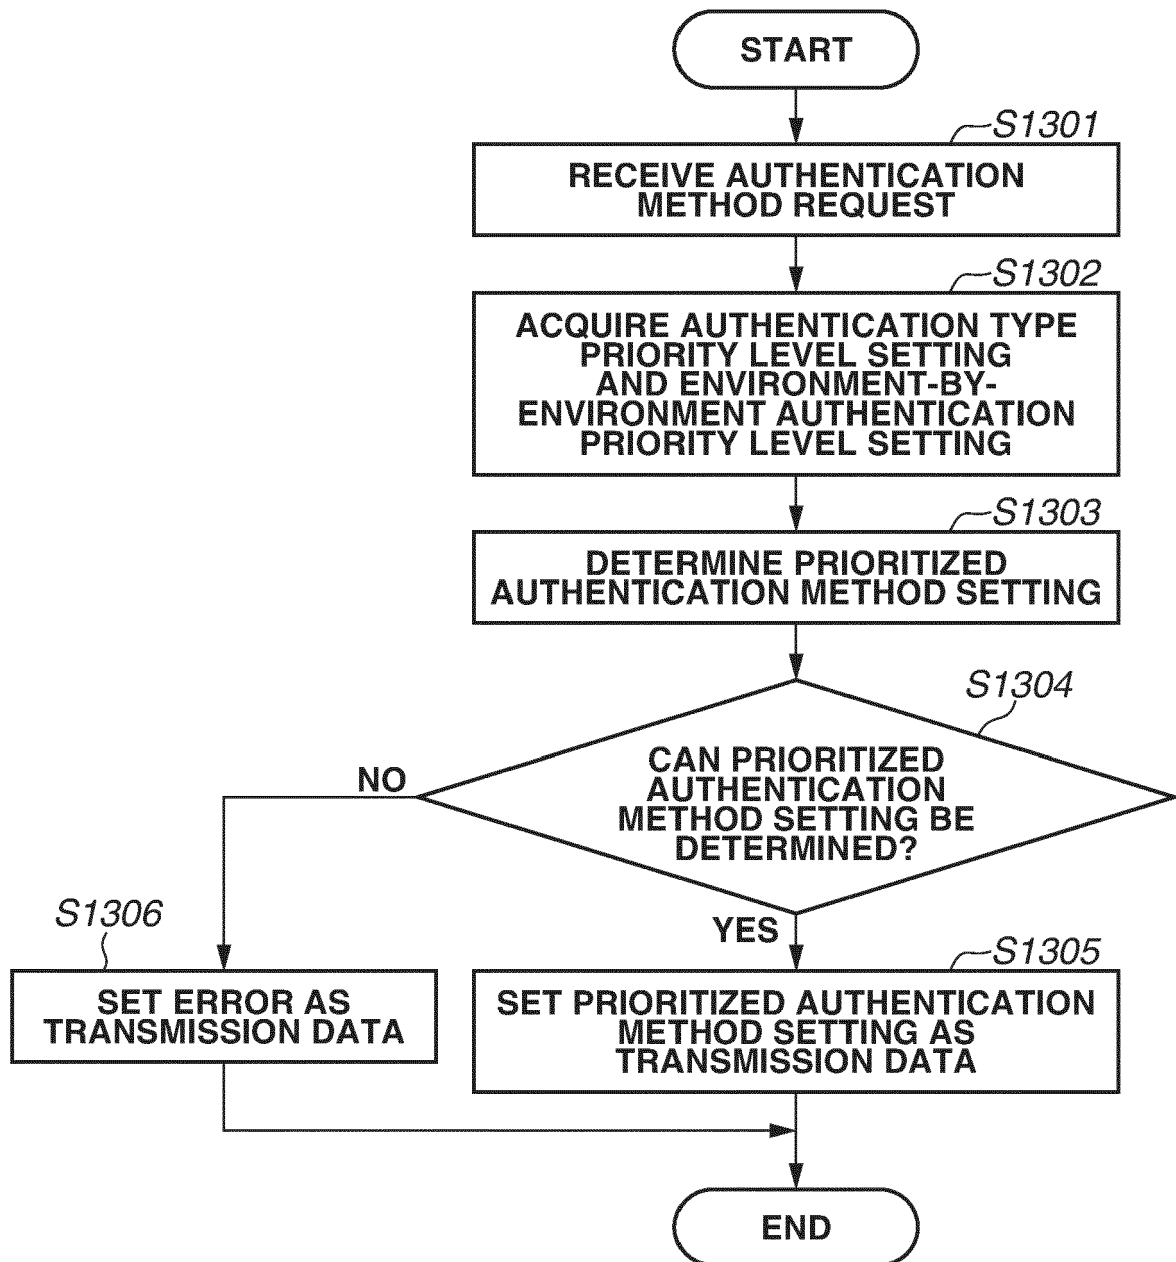 START
S1301
RECEIVE AUTHENTICATION
METHOD REQUEST
S1302
ACQUIRE AUTHENTICATION TYPE
PRIORITY LEVEL SETTING
AND ENVIRONMENT-BY-
ENVIRONMENT AUTHENTICATION
PRIORITY LEVEL SETTING
S1303
DETERMINE PRIORITIZED
AUTHENTICATION METHOD SETTING
S1304
CAN PRIORITIZED
AUTHENTICATION
METHOD SETTING BE
DETERMINED?
NO
YES
S1306
SET ERROR AS
TRANSMISSION DATA
S1305
SET PRIORITIZED AUTHENTICATION
METHOD SETTING AS
TRANSMISSION DATA
END